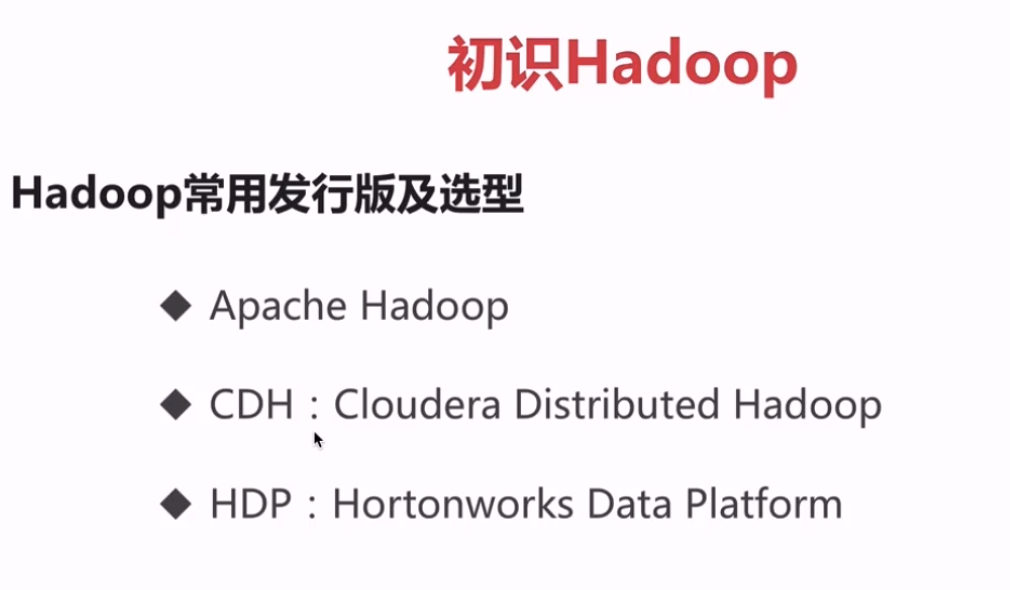 初识Hadoop
Hadoop常用发行版及选型
◆ Apache Hadoop
◆ CDH：Cloudera Distributed Hadoop
◆ HDP：Hortonworks Data Platform